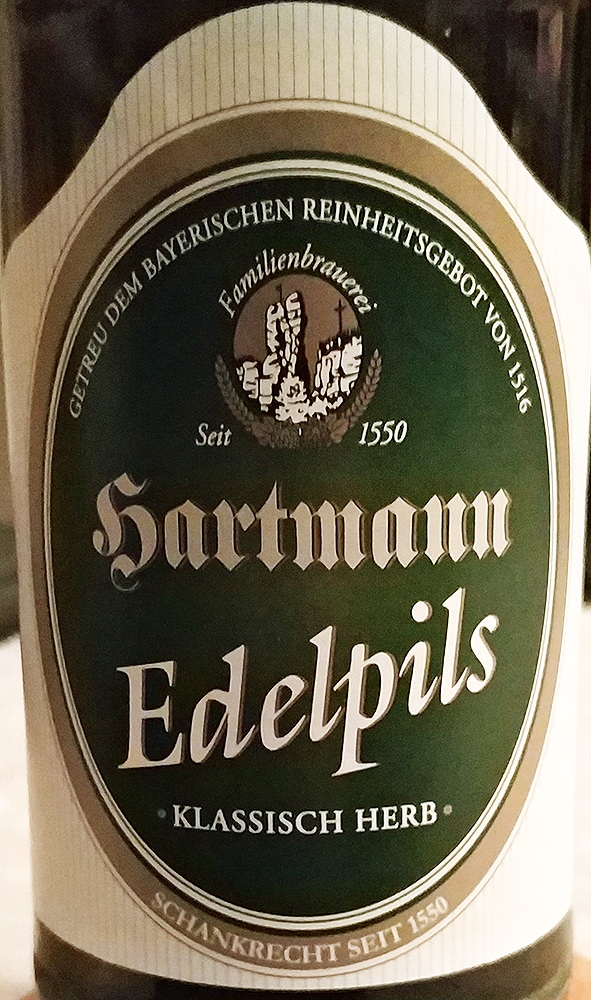 GETREU DEM BAYERISCHEN REINHEITSGEBOT VON 1516
Familienbrauerei
Seit 1550
Hartmann
Edelpils
· KLASSISCH HERB ·
SCHANKRECHT SEIT 1550